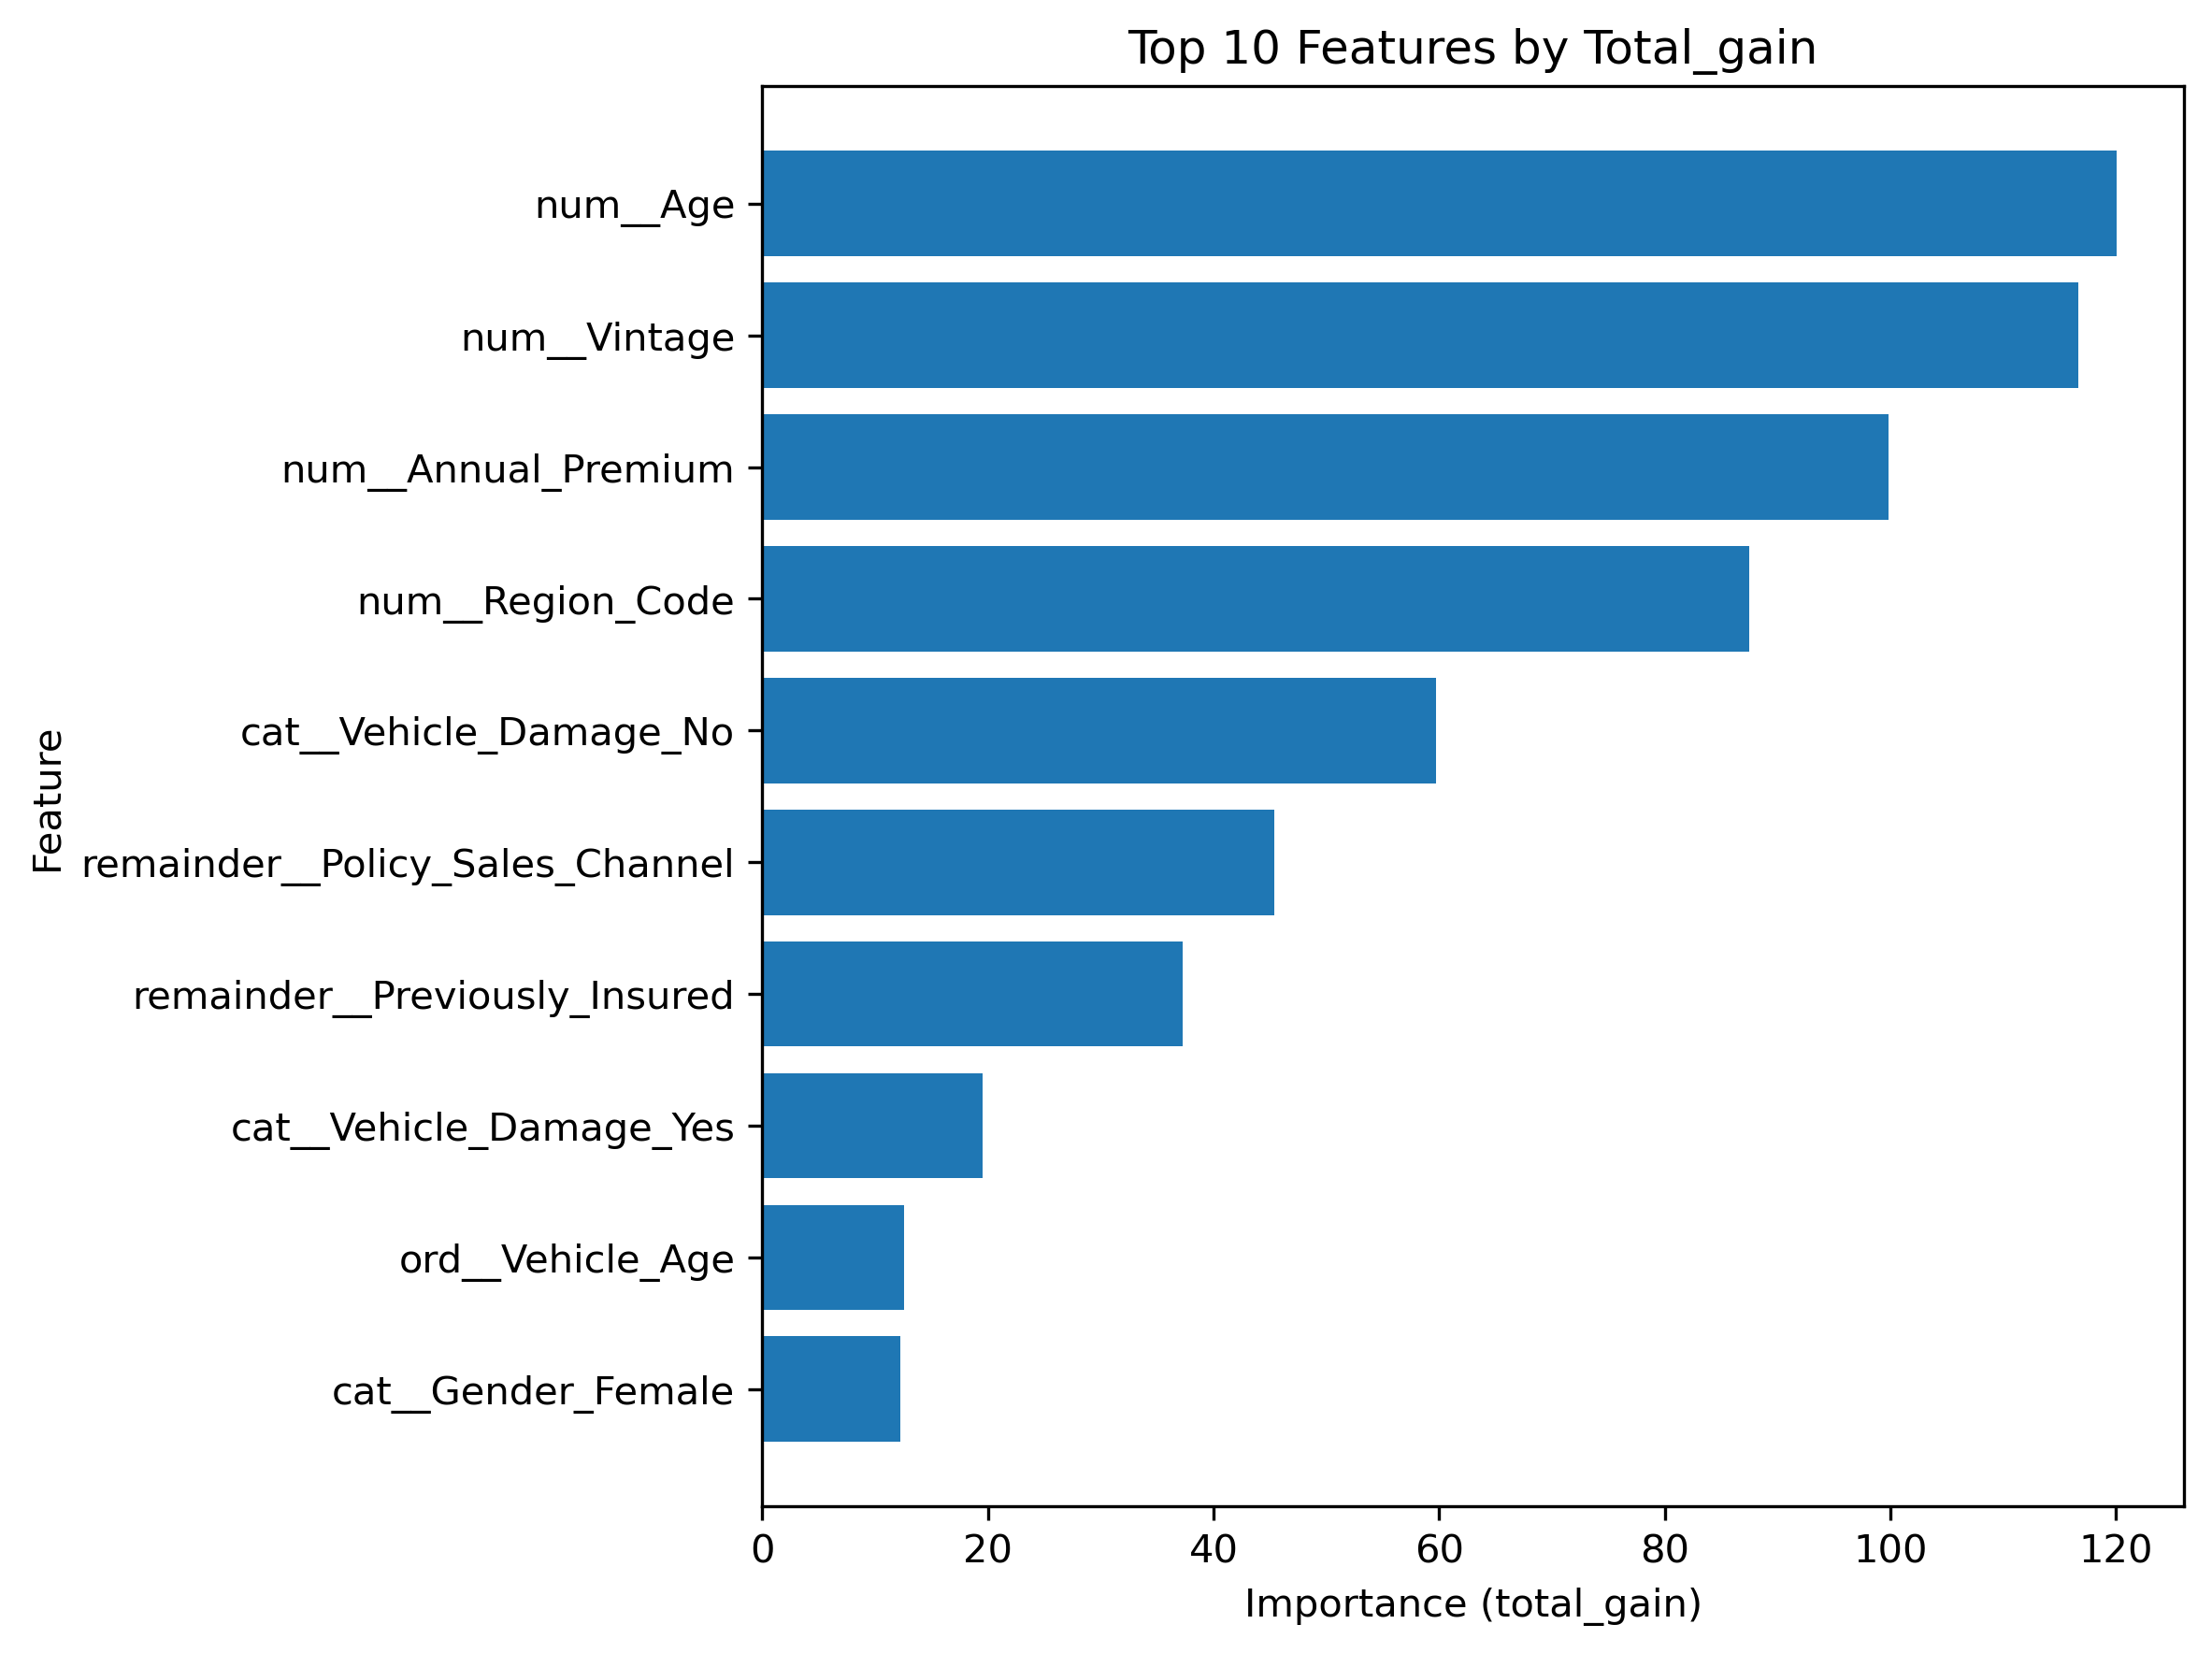 Top 10 Features by Total_gain
Feature
num__Age
num__Vintage
num__Annual_Premium
num__Region_Code
cat__Vehicle_Damage_No
remainder__Policy_Sales_Channel
remainder__Previously_Insured
cat__Vehicle_Damage_Yes
ord__Vehicle_Age
cat__Gender_Female
0 20 40 60 80 100 120
Importance (total_gain)